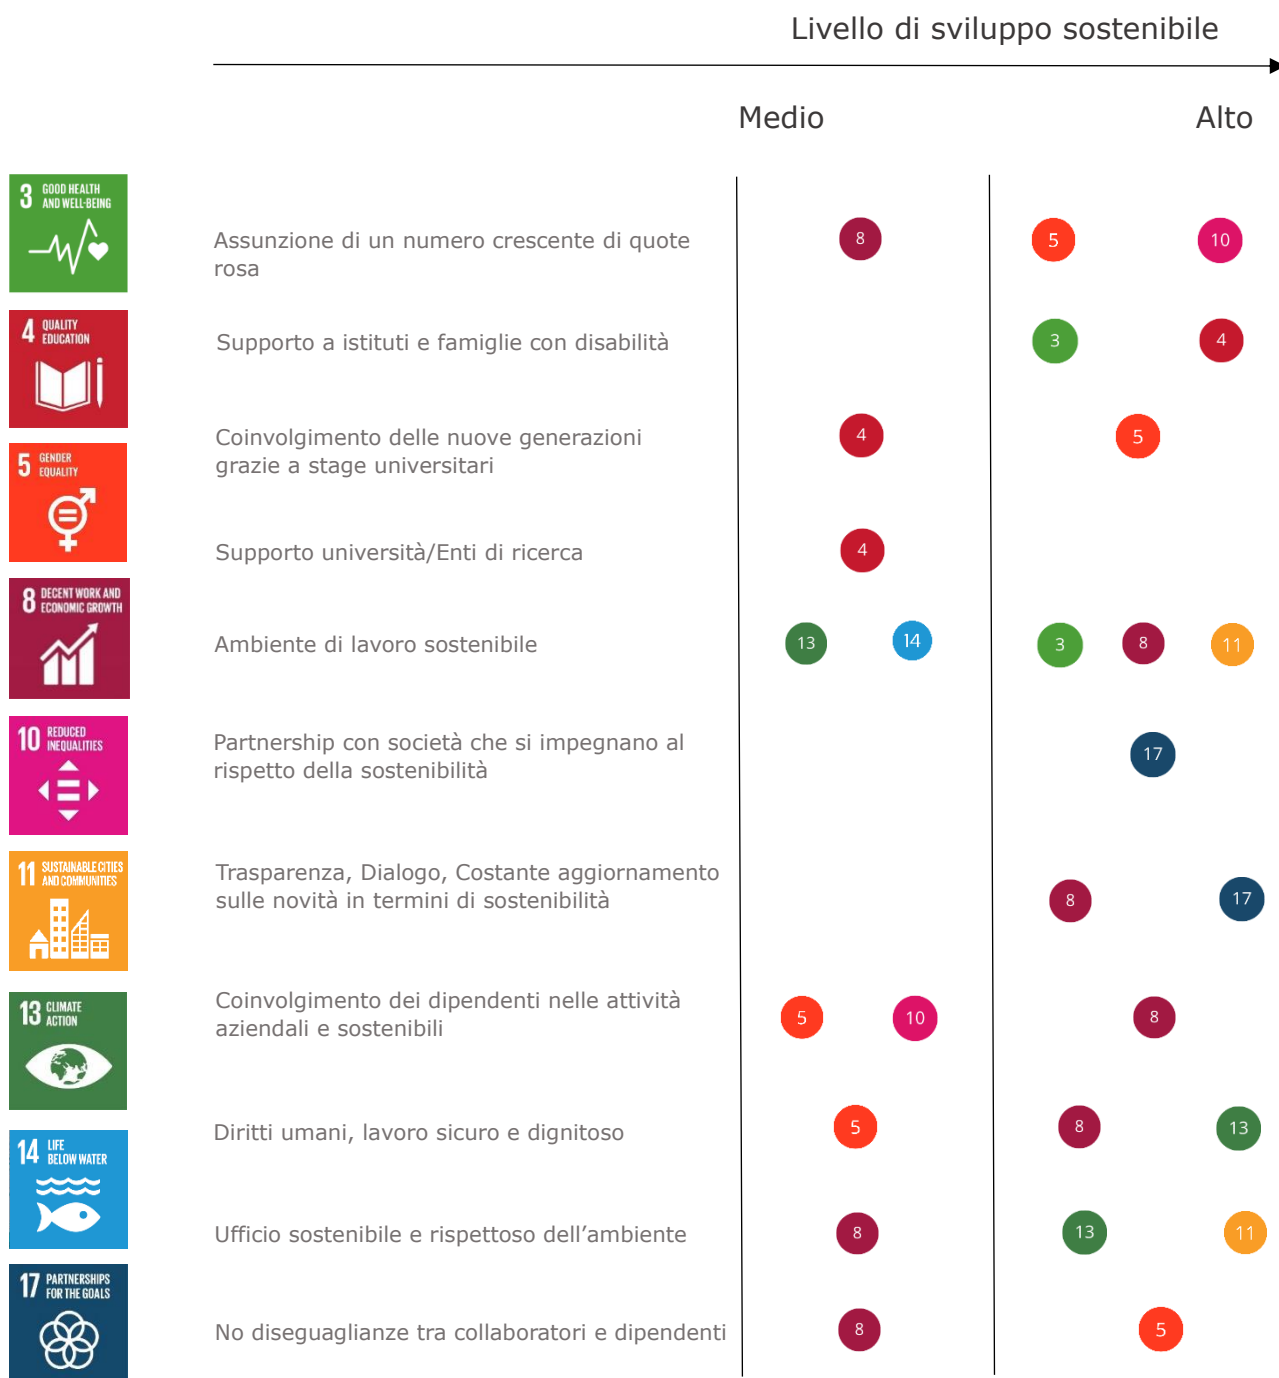 Livello di sviluppo sostenibile
Medio
Alto
3 GOOD HEALTH
AND WELL-BEING
Assunzione di un numero crescente di quote
rosa
8
5
10
4 QUALITY
EDUCATION
Supporto a istituti e famiglie con disabilità
3
4
5 GENDER
EQUALITY
Coinvolgimento delle nuove generazioni
grazie a stage universitari
4
5
Supporto università/Enti di ricerca
4
8 DECENT WORK AND
ECONOMIC GROWTH
Ambiente di lavoro sostenibile
13
14
3
8
11
10 REDUCED
INEQUALITIES
Partnership con società che si impegnano al
rispetto della sostenibilità
17
11 SUSTAINABLE CITIES
AND COMMUNITIES
Trasparenza, Dialogo, Costante aggiornamento
sulle novità in termini di sostenibilità
8
17
13 CLIMATE
ACTION
Coinvolgimento dei dipendenti nelle attività
aziendali e sostenibili
5
10
8
14 LIFE
BELOW WATER
Diritti umani, lavoro sicuro e dignitoso
5
8
13
Ufficio sostenibile e rispettoso dell’ambiente
8
13
11
17 PARTNERSHIPS
FOR THE GOALS
No diseguaglianze tra collaboratori e dipendenti
8
5